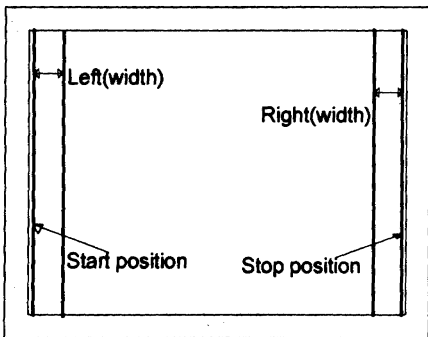 Left(width)
Right(width)
Start position
Stop position